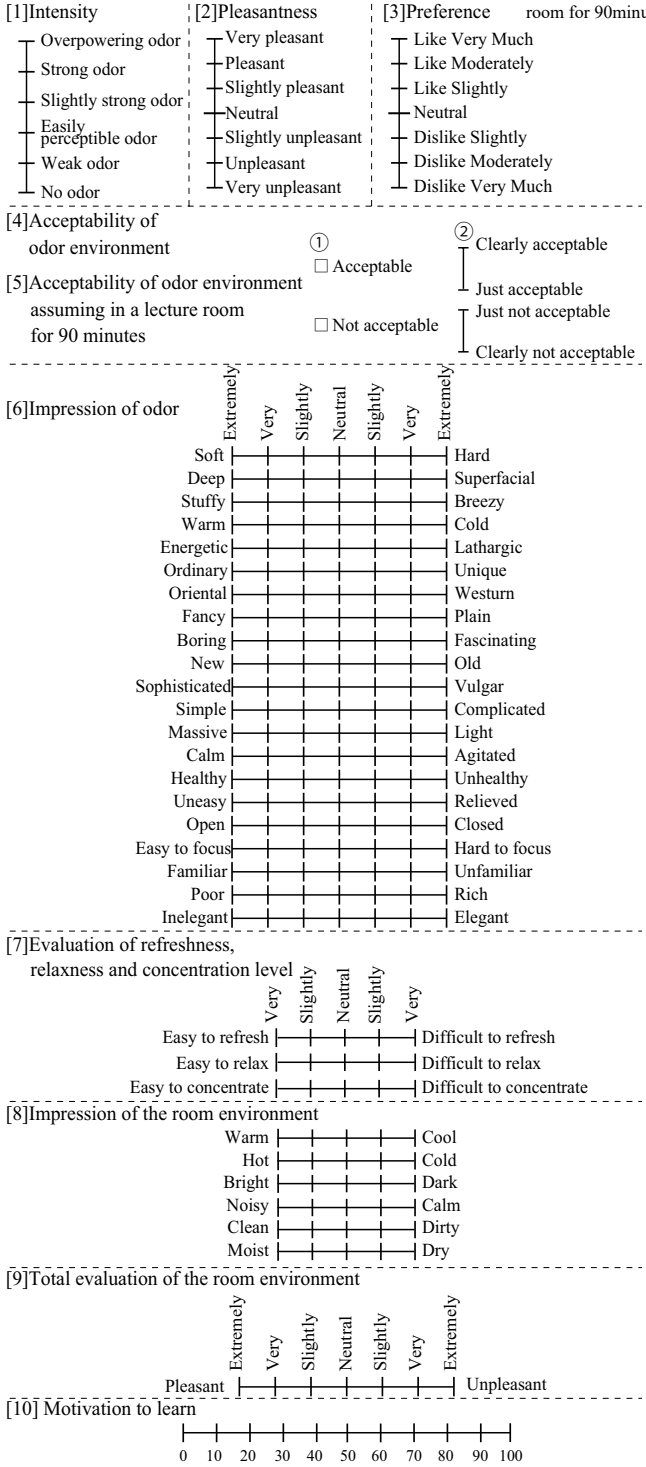 [1]Intensity
Overpowering odor
Strong odor
Slightly strong odor
Easily
perceptible odor
Weak odor
No odor
[2]Pleasantness
Very pleasant
Pleasant
Slightly pleasant
Neutral
Slightly unpleasant
Unpleasant
Very unpleasant
[3]Preference room for 90minu
Like Very Much
Like Moderately
Like Slightly
Neutral
Dislike Slightly
Dislike Moderately
Dislike Very Much
[4]Acceptability of
odor environment
[5]Acceptability of odor environment
assuming in a lecture room
for 90 minutes
①
□ Acceptable
□ Not acceptable
②
Clearly acceptable
Just acceptable
Just not acceptable
Clearly not acceptable
[6]Impression of odor
Extremely Very Slightly Neutral Slightly Very Extremely
Soft Hard
Deep Superfacial
Stuffy Breezy
Warm Cold
Energetic Lathargic
Ordinary Unique
Oriental Westurn
Fancy Plain
Boring Fascinating
New Old
Sophisticated Vulgar
Simple Complicated
Massive Light
Calm Agitated
Healthy Unhealthy
Uneasy Relieved
Open Closed
Easy to focus Hard to focus
Familiar Unfamiliar
Poor Rich
Inelegant Elegant
[7]Evaluation of refreshness,
relaxness and concentration level
Very Slightly Neutral Slightly Very
Easy to refresh Difficult to refresh
Easy to relax Difficult to relax
Easy to concentrate Difficult to concentrate
[8]Impression of the room environment
Warm Cool
Hot Cold
Bright Dark
Noisy Calm
Clean Dirty
Moist Dry
[9]Total evaluation of the room environment
Extremely Very Slightly Neutral Slightly Very Extremely
Pleasant Unpleasant
[10] Motivation to learn
0 10 20 30 40 50 60 70 80 90 100